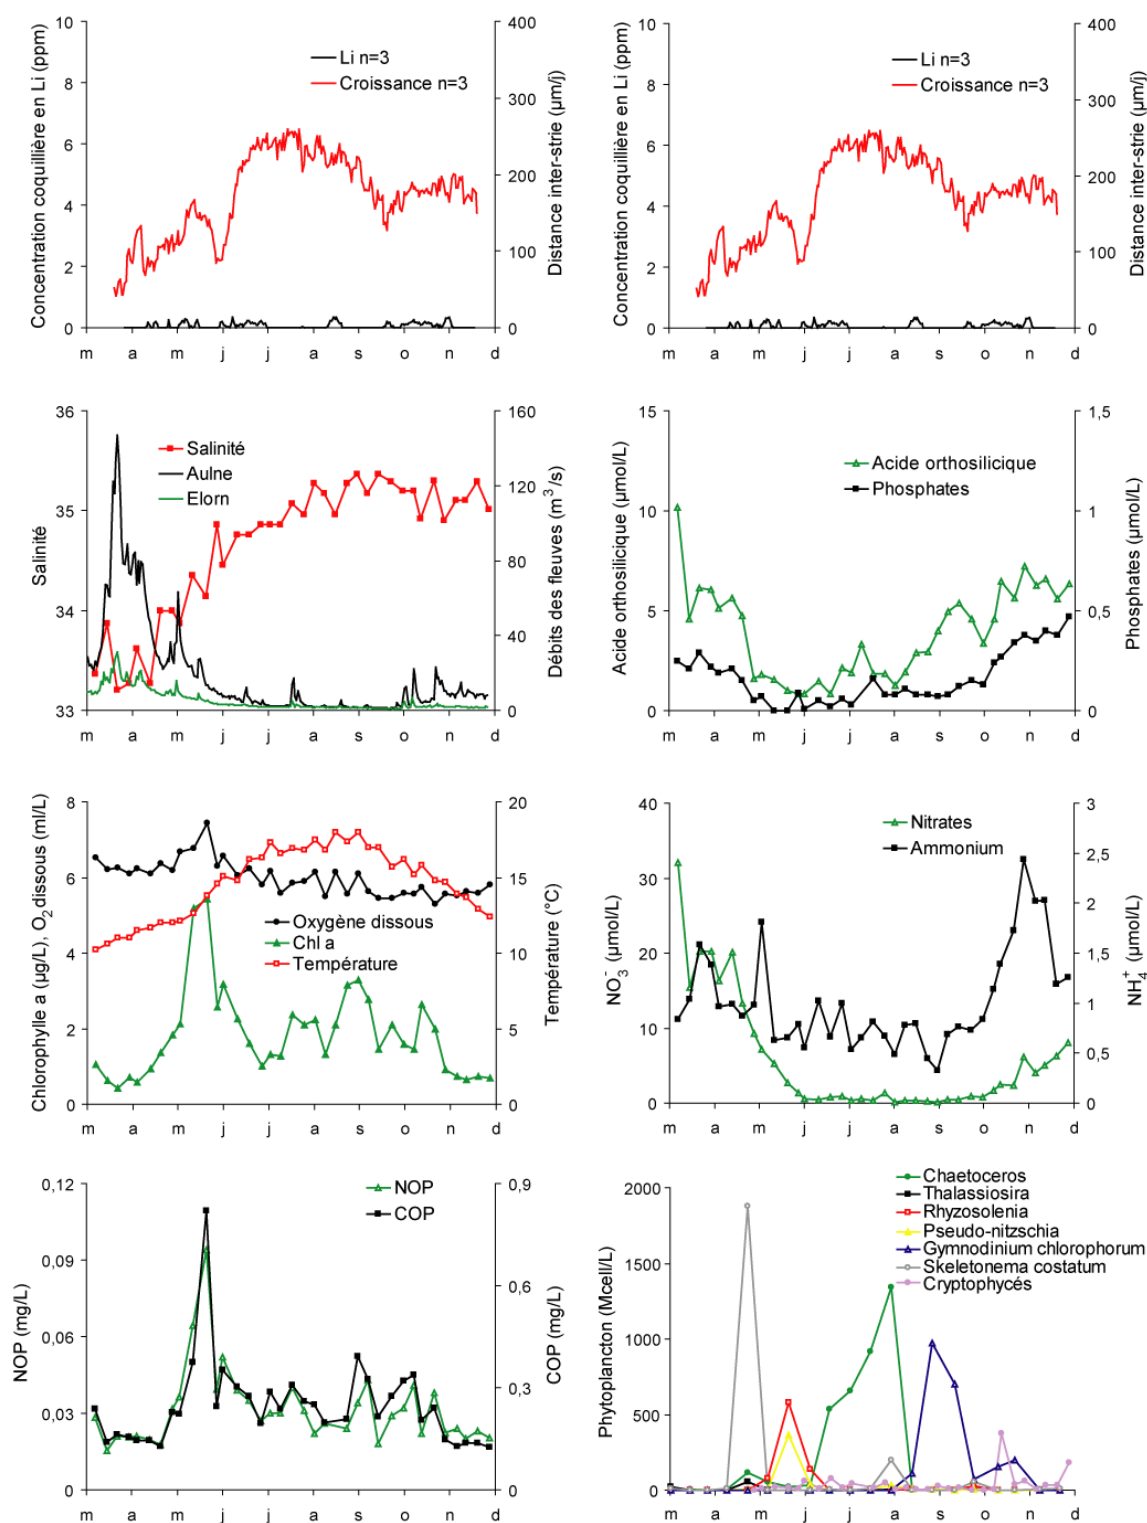 Concentration coquillière en Li (ppm)
10
8
6
4
2
0
Li n=3
Croissance n=3
400
300
200
100
0
Distance inter-strie (µm/j)
m a m j j a s o n d
Concentration coquillière en Li (ppm)
10
9
8
7
6
5
4
3
2
1
0
Li n=3
Croissance n=3
400
300
200
100
0
Distance inter-strie (µm/j)
m a m j j a s o n d
Salinité
36
35
34
33
Salinité
Aulne
Elorn
160
120
80
40
0
Débits des fleuves (m³/s)
m a m j j a s o n d
Acide orthosilicique (µmol/L)
15
10
5
0
Acide orthosilicique
Phosphates
1,5
1
0,5
0
Phosphates (µmol/L)
m a m j j a s o n d
Chlorophylle a (µg/L), O₂ dissous (ml/L)
8
6
4
2
0
Oxygène dissous
Chl a
Température
20
15
10
5
0
Température (°C)
m a m j j a s o n d
NO₃⁻ (µmol/L)
40
30
20
10
0
Nitrates
Ammonium
3
2,5
2
1,5
1
0,5
0
NH₄⁺ (µmol/L)
m a m j j a s o n d
NOP (mg/L)
0,12
0,09
0,06
0,03
0
NOP
COP
0,9
0,6
0,3
0
COP (mg/L)
m a m j j a s o n d
Phytoplancton (Mcell/L)
2000
1500
1000
500
0
Chaetoceros
Thalassiosira
Rhyzosolenia
Pseudo-nitzschia
Gymnodinium chlorophorum
Skeletonema costatum
Cryptophycés
m a m j j a s o n d